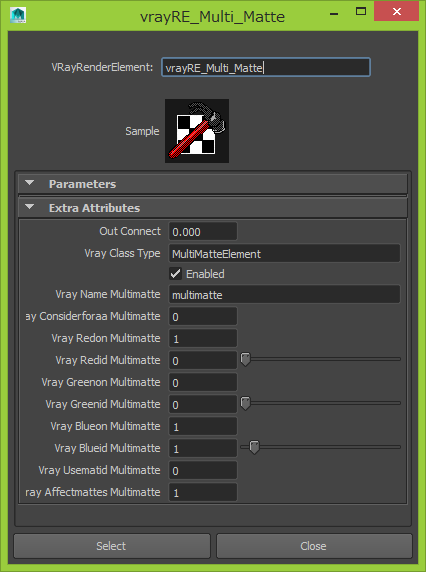 vrayRE_Multi_Matte
VRayRenderElement: vrayRE_Multi_Matte
Sample
Parameters
Extra Attributes
Out Connect 0.000
Vray Class Type MultiMatteElement
Enabled
Vray Name Multimatte multimatte
ay Considerforaa Multimatte 0
Vray Redon Multimatte 1
Vray Redid Multimatte 0
Vray Greenon Multimatte 0
Vray Greenid Multimatte 0
Vray Blueon Multimatte 1
Vray Blueid Multimatte 1
Vray Usematid Multimatte 0
ray Affectmattes Multimatte 1
Select Close